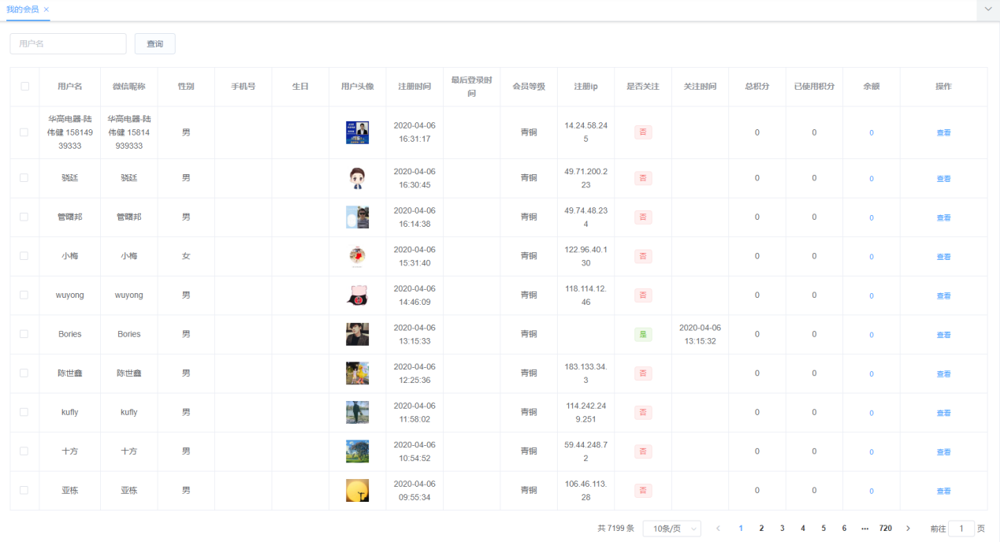 我的会员 ×
用户名 查询
用户名 微信昵称 性别 手机号 生日 用户头像 注册时间 最后登录时 会员等级 注册ip 是否关注 关注时间 总积分 已使用积分 余额 操作
间
华高电器-陆 华高电器-陆
伟健 158149 伟健 15814 男 2020-04-06 青铜 14.24.58.24 否 0 0 0 查看
39333 939333 16:31:17 5
骁廷 骁廷 男 2020-04-06 青铜 49.71.200.2 否 0 0 0 查看
16:30:45 23
管曙邦 管曙邦 男 2020-04-06 青铜 49.74.48.23 否 0 0 0 查看
16:14:38 4
小梅 小梅 女 2020-04-06 青铜 122.96.40.1 否 0 0 0 查看
15:31:40 30
wuyong wuyong 男 2020-04-06 青铜 118.114.12. 否 0 0 0 查看
14:46:09 46
Bories Bories 男 2020-04-06 青铜 是 2020-04-06 0 0 0 查看
13:15:33 13:15:32
陈世鑫 陈世鑫 男 2020-04-06 青铜 183.133.34. 否 0 0 0 查看
12:25:36 3
kufly kufly 男 2020-04-06 青铜 114.242.24 否 0 0 0 查看
11:58:02 9.251
十方 十方 男 2020-04-06 青铜 59.44.248.7 否 0 0 0 查看
10:54:52 2
亚栋 亚栋 男 2020-04-06 青铜 106.46.113. 否 0 0 0 查看
09:55:34 28
共 7199 条 10条/页 < 1 2 3 4 5 6 ··· 720 > 前往 1 页